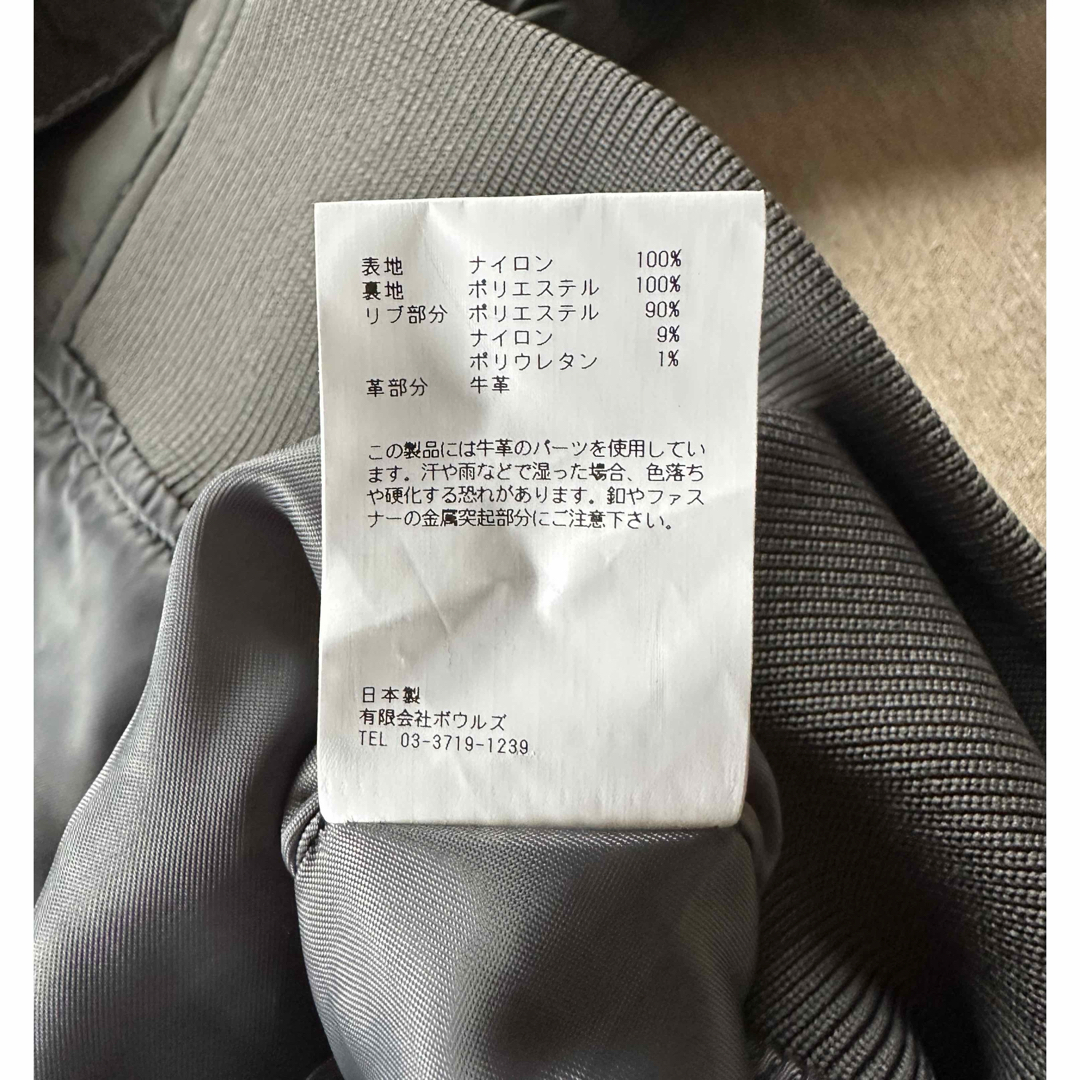 表地 ナイロン 100%
裏地 ポリエステル 100%
リブ部分 ポリエステル 90%
ナイロン 9%
ポリウレタン 1%
革部分 牛革
この製品には牛革のパーツを使用してい
ます。汗や雨などで湿った場合、色落ち
や硬化する恐れがあります。釦やファス
ナーの金属突起部分にご注意下さい。
日本製
有限会社ボウルズ
TEL 03-3719-1239